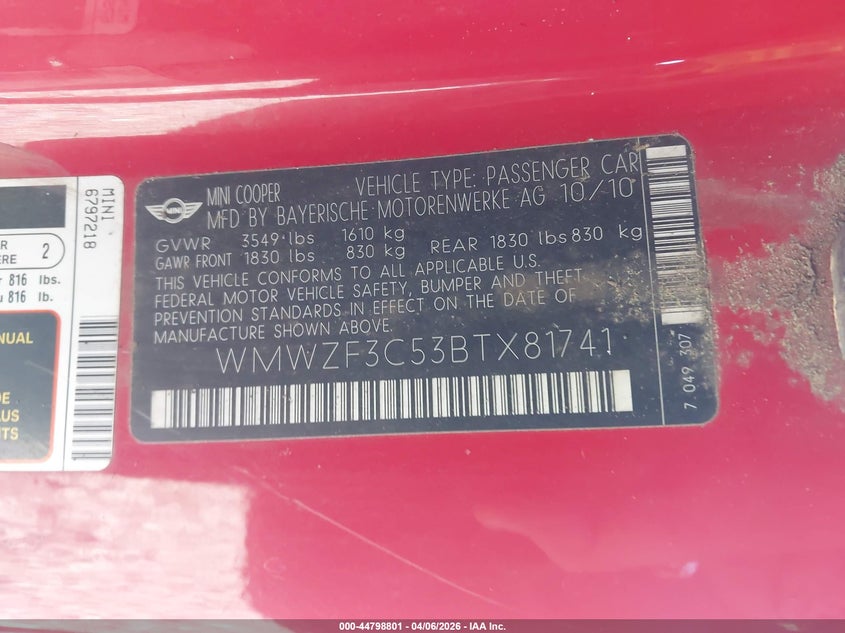 MINI
6797218
2
816 lbs.
816 lb.
MINI
MINI COOPER VEHICLE TYPE: PASSENGER CAR
MFD BY BAYERISCHE MOTORENWERKE AG 10/10
GVWR 3549 lbs 1610 kg
GAWR FRONT 1830 lbs 830 kg REAR 1830 lbs 830 kg
THIS VEHICLE CONFORMS TO ALL APPLICABLE U.S.
FEDERAL MOTOR VEHICLE SAFETY, BUMPER AND THEFT
PREVENTION STANDARDS IN EFFECT ON THE DATE OF
MANUFACTURE SHOWN ABOVE.
WMWZF3C53BTX81741
7 049 307
000-44798801 - 04/06/2026 - IAA Inc.